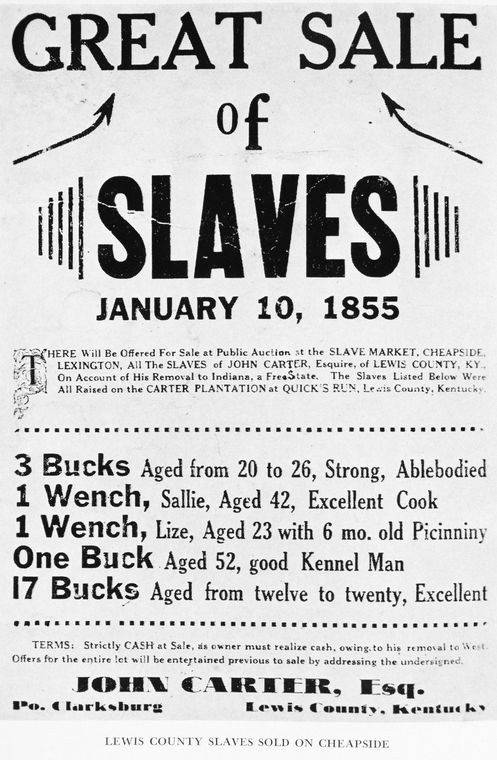 GREAT SALE
of
SLAVES
JANUARY 10, 1855
THERE Will Be Offered For Sale at Public Auction at the SLAVE MARKET, CHEAPSIDE,
LEXINGTON, All The SLAVES of JOHN CARTER, Esquire, of LEWIS COUNTY, KY.,
On Account of His Removal to Indiana, a Free State. The Slaves Listed Below Were
All Raised on the CARTER PLANTATION at QUICK'S RUN, Lewis County, Kentucky.
3 Bucks Aged from 20 to 26, Strong, Ablebodied
1 Wench, Sallie, Aged 42, Excellent Cook
1 Wench, Lize, Aged 23 with 6 mo. old Picinniny
One Buck Aged 52, good Kennel Man
17 Bucks Aged from twelve to twenty, Excellent
TERMS: Strictly CASH at Sale, as owner must realize cash, owing to his removal to West.
Offers for the entire lot will be entertained previous to sale by addressing the undersigned.
JOHN CARTER, Esq.
Po. Clarksburg Lewis County, Kentucky
LEWIS COUNTY SLAVES SOLD ON CHEAPSIDE